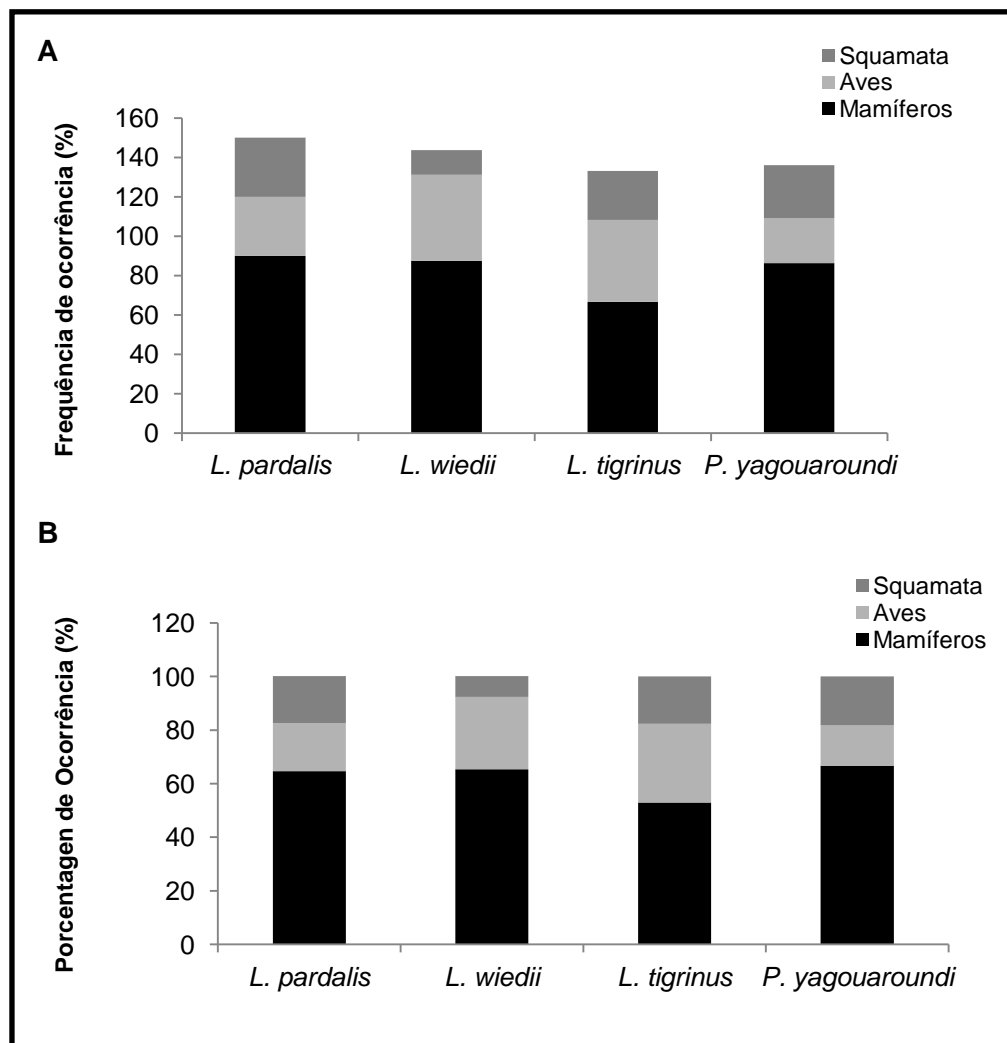 A
Squamata
Aves
Mamíferos
Frequência de ocorrência (%)
160
140
120
100
80
60
40
20
0
L. pardalis
L. wiedii
L. tigrinus
P. yagouaroundi
B
Squamata
Aves
Mamíferos
Porcentagen de Ocorrência (%)
120
100
80
60
40
20
0
L. pardalis
L. wiedii
L. tigrinus
P. yagouaroundi